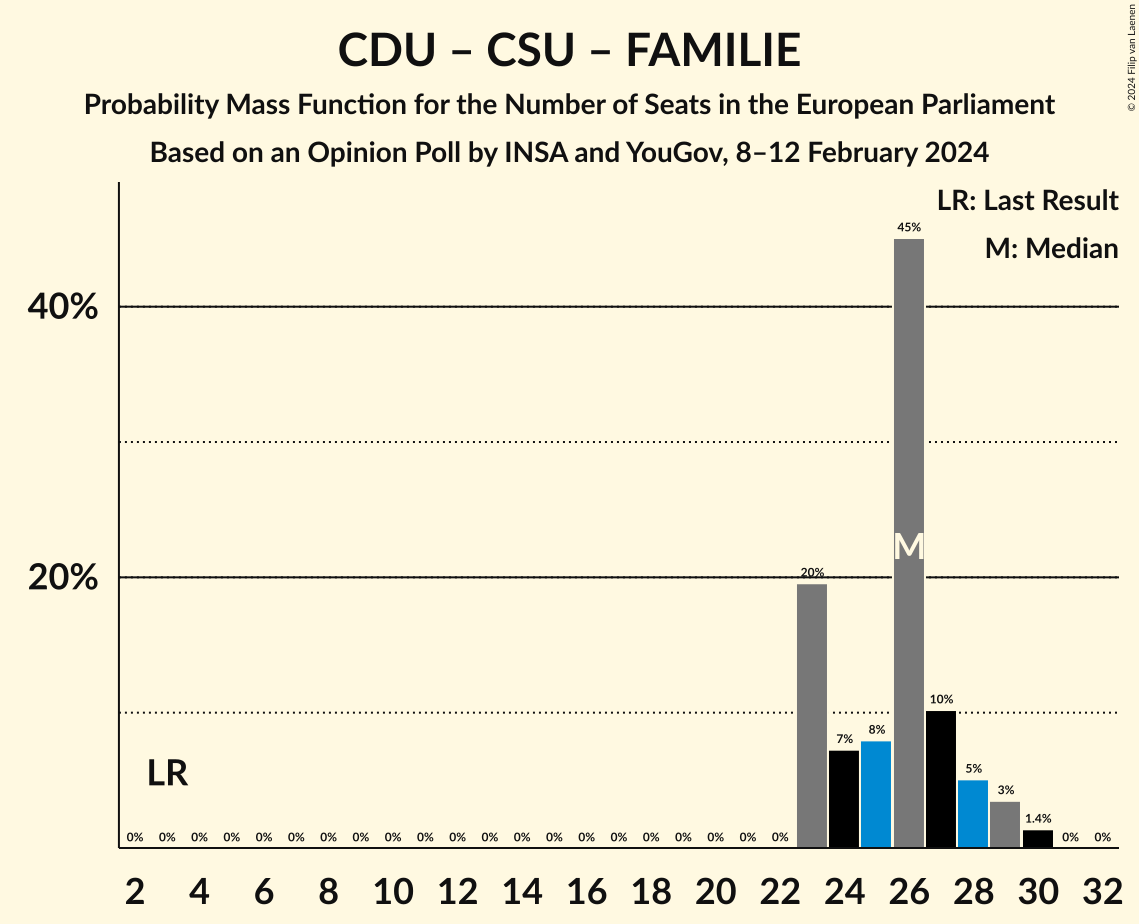 CDU – CSU – FAMILIE
Probability Mass Function for the Number of Seats in the European Parliament
Based on an Opinion Poll by INSA and YouGov, 8–12 February 2024
© 2024 Filip van Laenen
LR: Last Result
M: Median
45%
40%
M
20%
20%
10%
8%
7%
5%
3%
1.4%
LR
0% 0% 0% 0% 0% 0% 0% 0% 0% 0% 0% 0% 0% 0% 0% 0% 0% 0% 0% 0% 0% 0% 0%
2 4 6 8 10 12 14 16 18 20 22 24 26 28 30 32